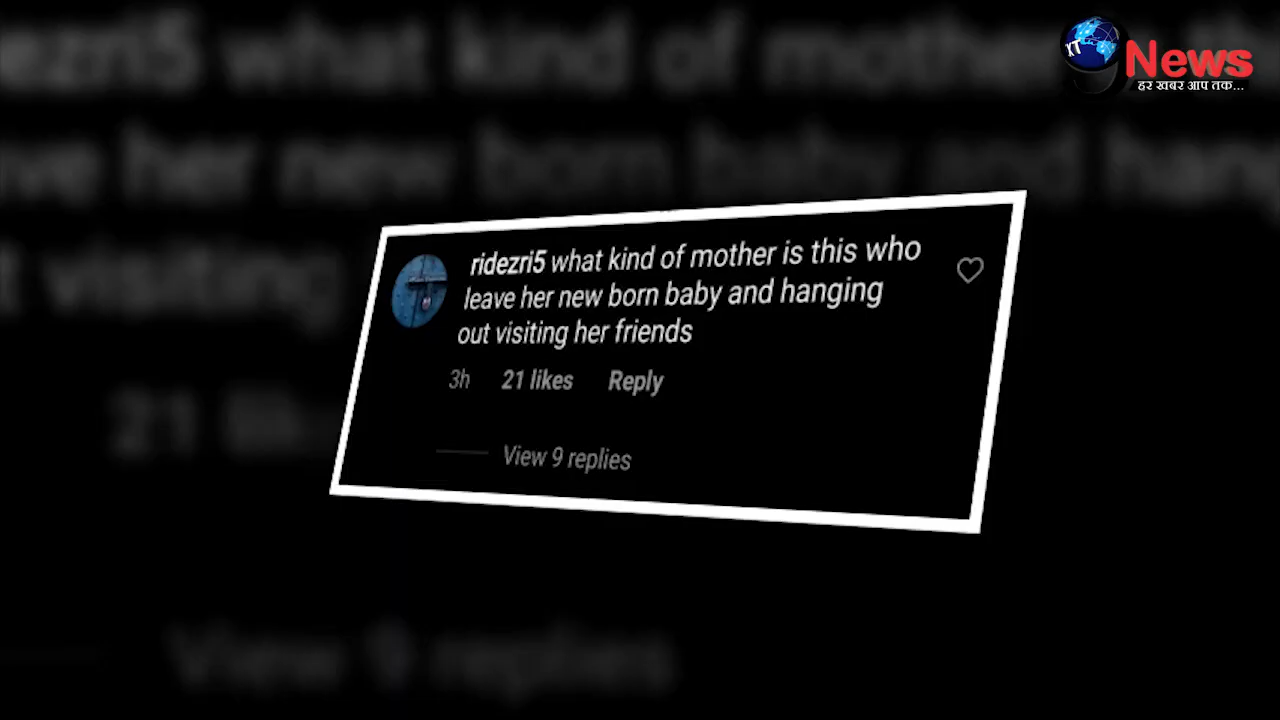 XT
News
हर खबर आप तक...
ridezri5 what kind of mother is this who
leave her new born baby and hanging
out visiting her friends
3h 21 likes Reply
View 9 replies